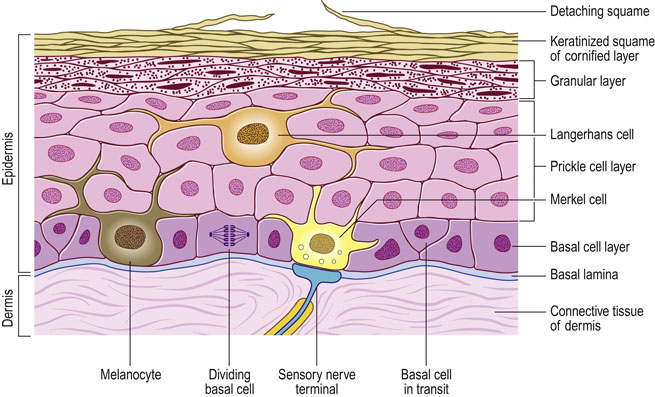 Detaching squame
Keratinized squame
of cornified layer
Granular layer
Langerhans cell
Prickle cell layer
Merkel cell
Basal cell layer
Basal lamina
Connective tissue
of dermis
Epidermis
Dermis
Melanocyte
Dividing
basal cell
Sensory nerve
terminal
Basal cell
in transit